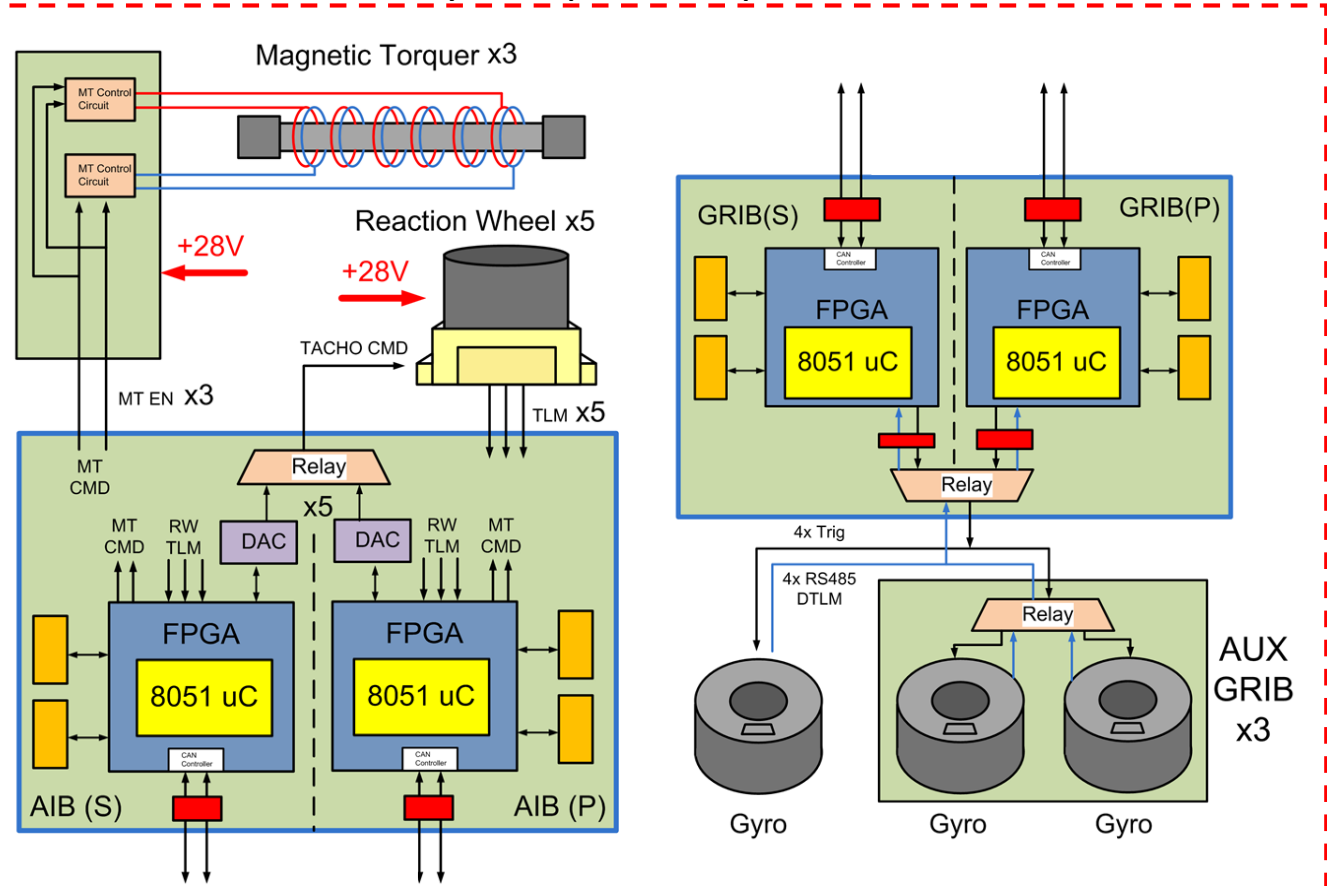 Magnetic Torquer x3
MT Control
Circuit
MT Control
Circuit
+28V
Reaction Wheel x5
+28V
TACHO CMD
MT EN x3
TLM x5
MT
CMD
Relay
x5
MT
CMD
RW
TLM
DAC
DAC
RW
TLM
MT
CMD
FPGA
8051 uC
CAN
Controller
FPGA
8051 uC
CAN
Controller
AIB (S)
AIB (P)
GRIB(S)
GRIB(P)
CAN
Controller
FPGA
8051 uC
CAN
Controller
FPGA
8051 uC
Relay
4x Trig
4x RS485
DTLM
Relay
AUX
GRIB
x3
Gyro
Gyro
Gyro